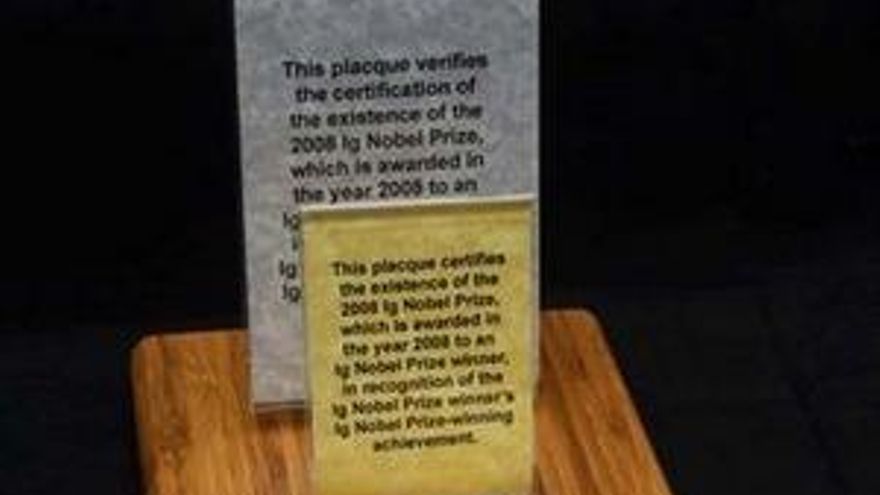 This placque verifies
the certification of
the existence of the
2008 Ig Nobel Prize,
which is awarded in
the year 2008 to an
Ig
i
Ig
Ig
This placque certifies
the existence of the
2008 Ig Nobel Prize,
which is awarded in
the year 2008 to an
Ig Nobel Prize winner,
in recognition of the
Ig Nobel Prize winner's
Ig Nobel Prize-winning
achievement.